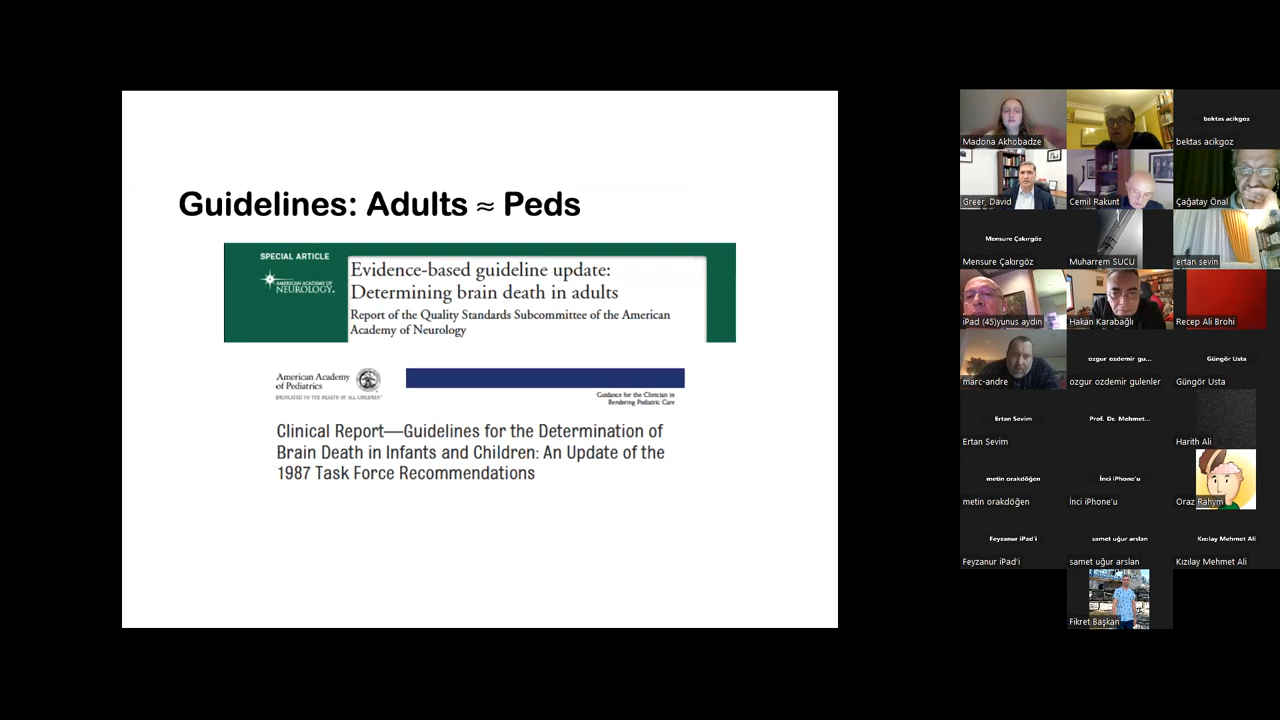 Guidelines: Adults ≈ Peds
SPECIAL ARTICLE
AMERICAN ACADEMY OF
NEUROLOGY.
Evidence-based guideline update:
Determining brain death in adults
Report of the Quality Standards Subcommittee of the American
Academy of Neurology
American Academy
of Pediatrics
DEDICATED TO THE HEALTH OF ALL CHILDREN™
Guidance for the Clinician in
Rendering Pediatric Care
Clinical Report—Guidelines for the Determination of
Brain Death in Infants and Children: An Update of the
1987 Task Force Recommendations
Madona Akhobadze
bektas acikgoz
bektas acikgoz
Greer, David
Cemil Rakunt
Çağatay Önal
Mensure Çakırgöz
Mensure Çakırgöz
Muharrem SUCU
ertan sevin
iPad (45)yunus aydın
Hakan Karabağlı
Recep Ali Brohi
marc-andre
ozgur ozdemir gu...
ozgur ozdemir gulenler
Güngör Usta
Güngör Usta
Ertan Sevim
Ertan Sevim
Prof. Dr. Mehmet...
Harith Ali
metin orakdöğen
metin orakdöğen
İnci iPhone'u
İnci iPhone'u
Oraz Rahym
Feyzanur iPad'i
Feyzanur iPad'i
samet uğur arslan
samet uğur arslan
Kızılay Mehmet Ali
Kızılay Mehmet Ali
Fikret Başkan